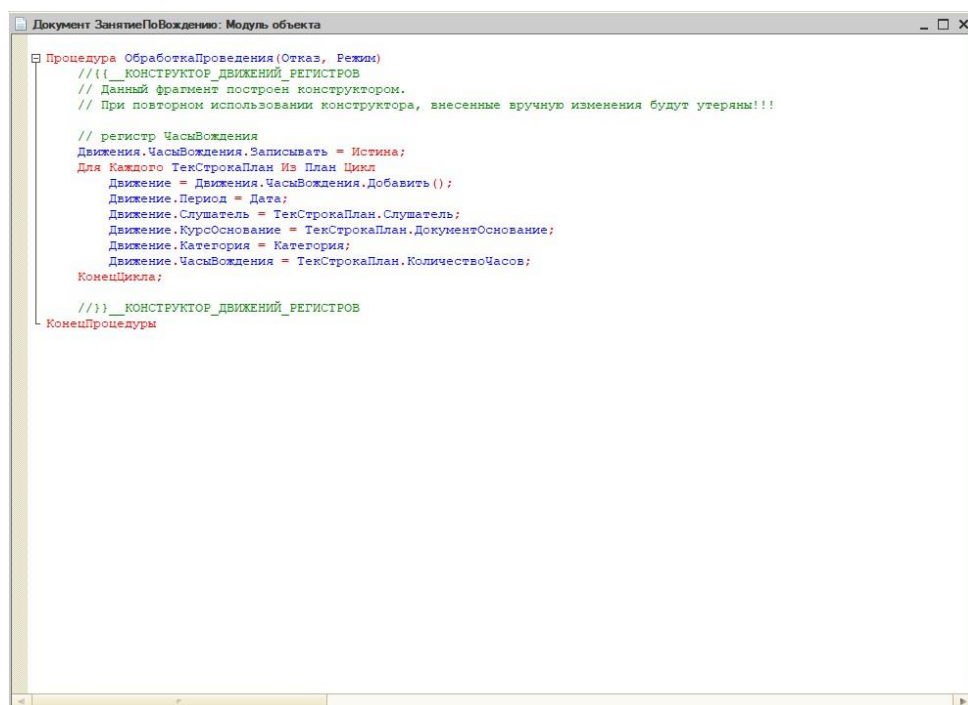 Документ ЗанятиеПоВождению: Модуль объекта
Процедура ОбработкаПроведения(Отказ, Режим)
//{{__КОНСТРУКТОР_ДВИЖЕНИЙ_РЕГИСТРОВ
// Данный фрагмент построен конструктором.
// При повторном использовании конструктора, внесенные вручную изменения будут утеряны!!!
// регистр ЧасыВождения
Движения.ЧасыВождения.Записывать = Истина;
Для Каждого ТекСтрокаПлан Из План Цикл
Движение = Движения.ЧасыВождения.Добавить();
Движение.Период = Дата;
Движение.Слушатель = ТекСтрокаПлан.Слушатель;
Движение.КурсОснование = ТекСтрокаПлан.ДокументОснование;
Движение.Категория = Категория;
Движение.ЧасыВождения = ТекСтрокаПлан.КоличествоЧасов;
КонецЦикла;
//}}__КОНСТРУКТОР_ДВИЖЕНИЙ_РЕГИСТРОВ
КонецПроцедуры